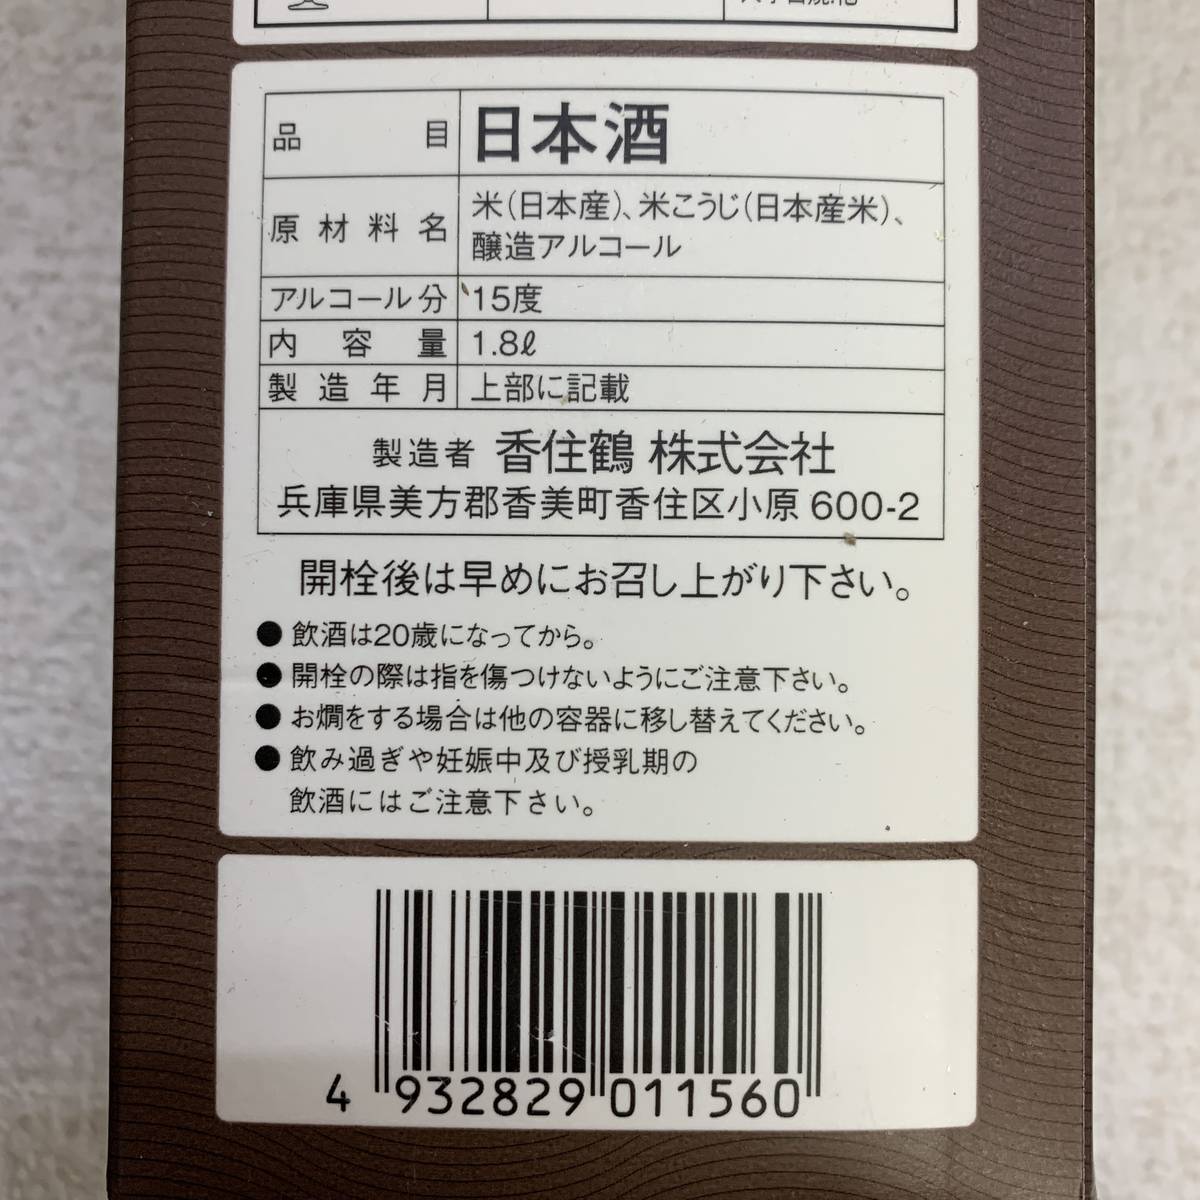 品目 日本酒
原材料名 米(日本産)、米こうじ(日本産米)、
醸造アルコール
アルコール分 15度
内容量 1.8ℓ
製造年月 上部に記載
製造者 香住鶴 株式会社
兵庫県美方郡香美町香住区小原600-2
開栓後は早めにお召し上がり下さい。
●飲酒は20歳になってから。
●開栓の際は指を傷つけないようにご注意下さい。
●お燗をする場合は他の容器に移し替えてください。
●飲み過ぎや妊娠中及び授乳期の
飲酒にはご注意下さい。
4 932829 011560